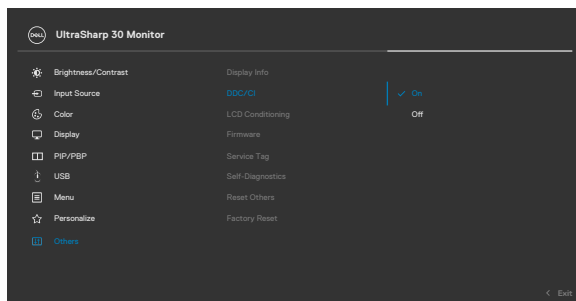 DELL UltraSharp 30 Monitor
Brightness/Contrast Display Info
Input Source DDC/CI On
Color LCD Conditioning Off
Display Firmware
PIP/PBP Service Tag
USB Self-Diagnostics
Menu Reset Others
Personalize Factory Reset
Others
< Exit